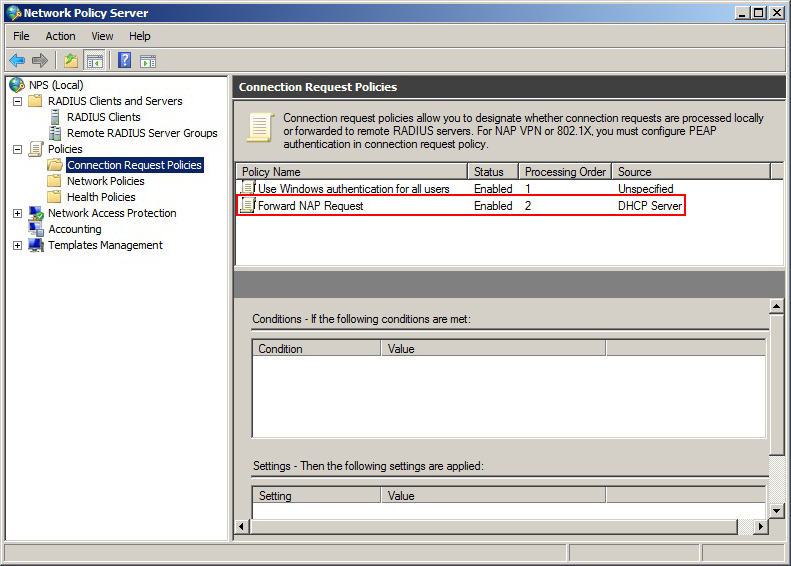 Network Policy Server
File Action View Help
NPS (Local)
RADIUS Clients and Servers
RADIUS Clients
Remote RADIUS Server Groups
Policies
Connection Request Policies
Network Policies
Health Policies
Network Access Protection
Accounting
Templates Management
Connection Request Policies
Connection request policies allow you to designate whether connection requests are processed locally
or forwarded to remote RADIUS servers. For NAP VPN or 802.1X, you must configure PEAP
authentication in connection request policy.
Policy Name Status Processing Order Source
Use Windows authentication for all users Enabled 1 Unspecified
Forward NAP Request Enabled 2 DHCP Server
Conditions - If the following conditions are met:
Condition Value
Settings - Then the following settings are applied:
Setting Value